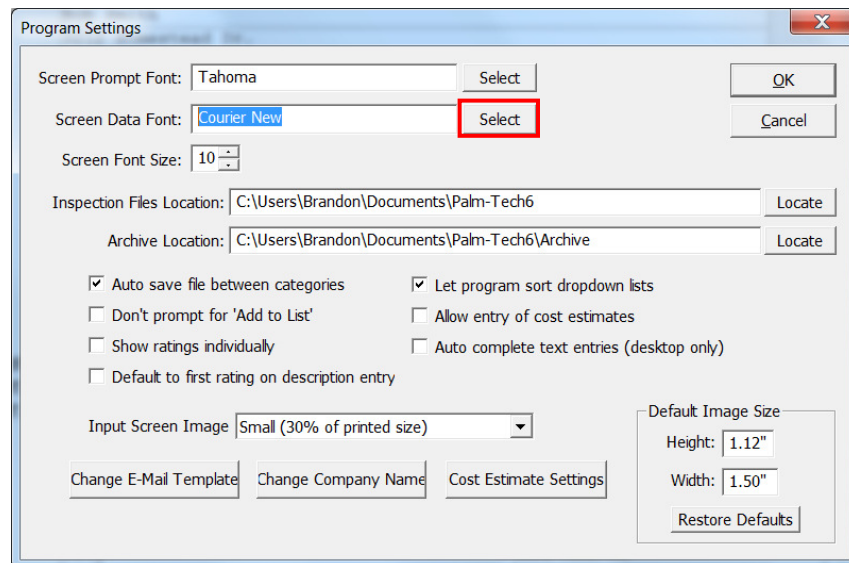 Program Settings
Screen Prompt Font: Tahoma Select OK
Screen Data Font: Courier New Select Cancel
Screen Font Size: 10
Inspection Files Location: C:\Users\Brandon\Documents\Palm-Tech6 Locate
Archive Location: C:\Users\Brandon\Documents\Palm-Tech6\Archive Locate
Auto save file between categories Let program sort dropdown lists
Don't prompt for 'Add to List' Allow entry of cost estimates
Show ratings individually Auto complete text entries (desktop only)
Default to first rating on description entry
Input Screen Image Small (30% of printed size)
Default Image Size
Height: 1.12"
Width: 1.50"
Restore Defaults
Change E-Mail Template Change Company Name Cost Estimate Settings